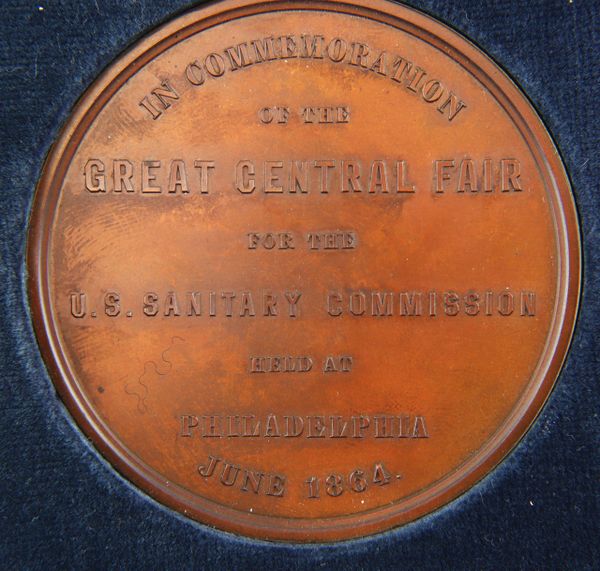 IN COMMEMORATION
OF THE
GREAT CENTRAL FAIR
FOR THE
U.S. SANITARY COMMISSION
HELD AT
PHILADELPHIA
JUNE 1864.